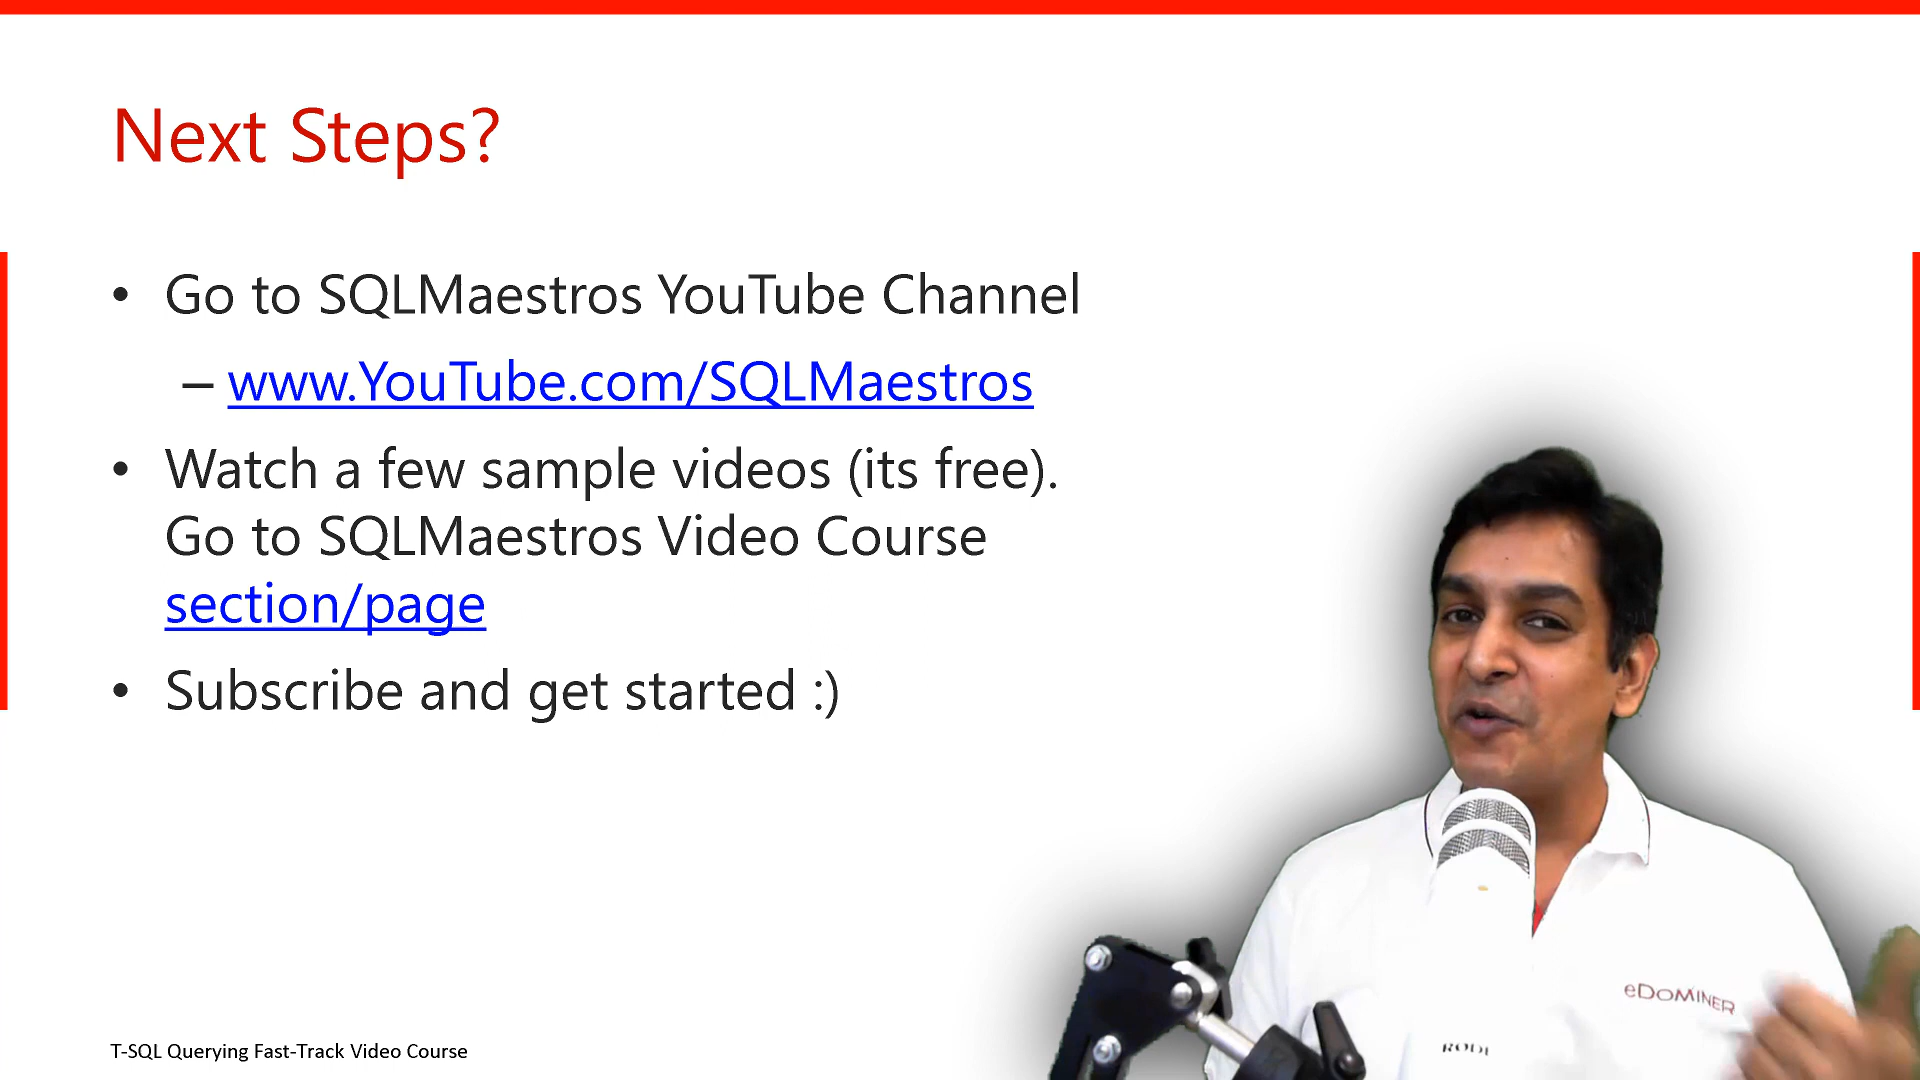 Next Steps?
• Go to SQLMaestros YouTube Channel
– www.YouTube.com/SQLMaestros
• Watch a few sample videos (its free).
Go to SQLMaestros Video Course
section/page
• Subscribe and get started :)
eDoMINER
RODE
T-SQL Querying Fast-Track Video Course